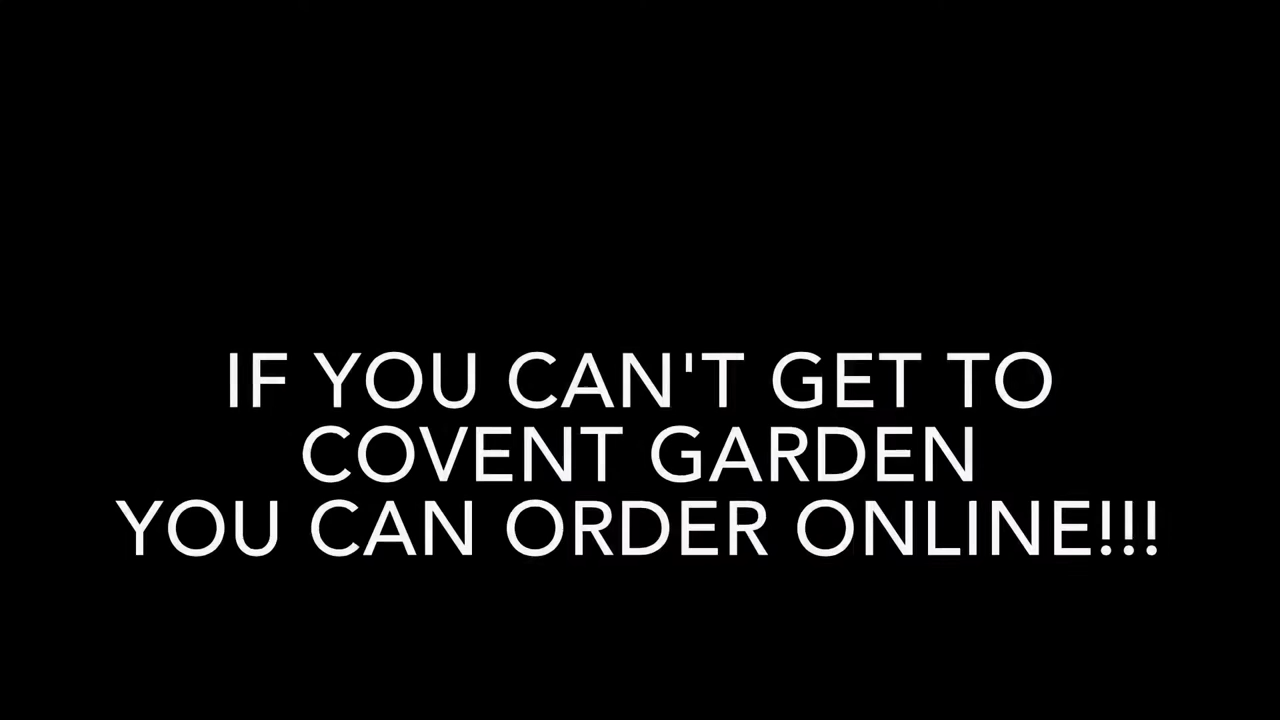 IF YOU CAN'T GET TO
COVENT GARDEN
YOU CAN ORDER ONLINE!!!